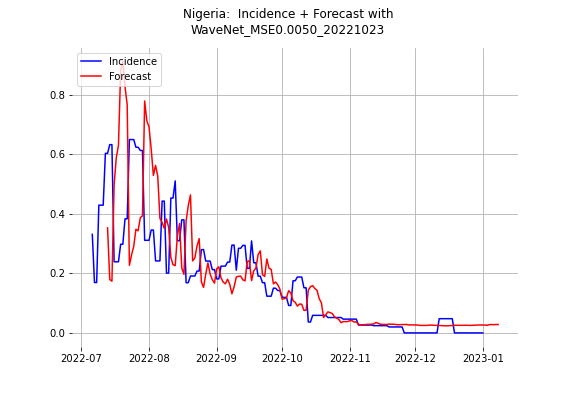 Nigeria:  Incidence + Forecast with
WaveNet_MSE0.0050_20221023
Incidence
Forecast
0.8
0.6
0.4
0.2
0.0
2022-07 2022-08 2022-09 2022-10 2022-11 2022-12 2023-01